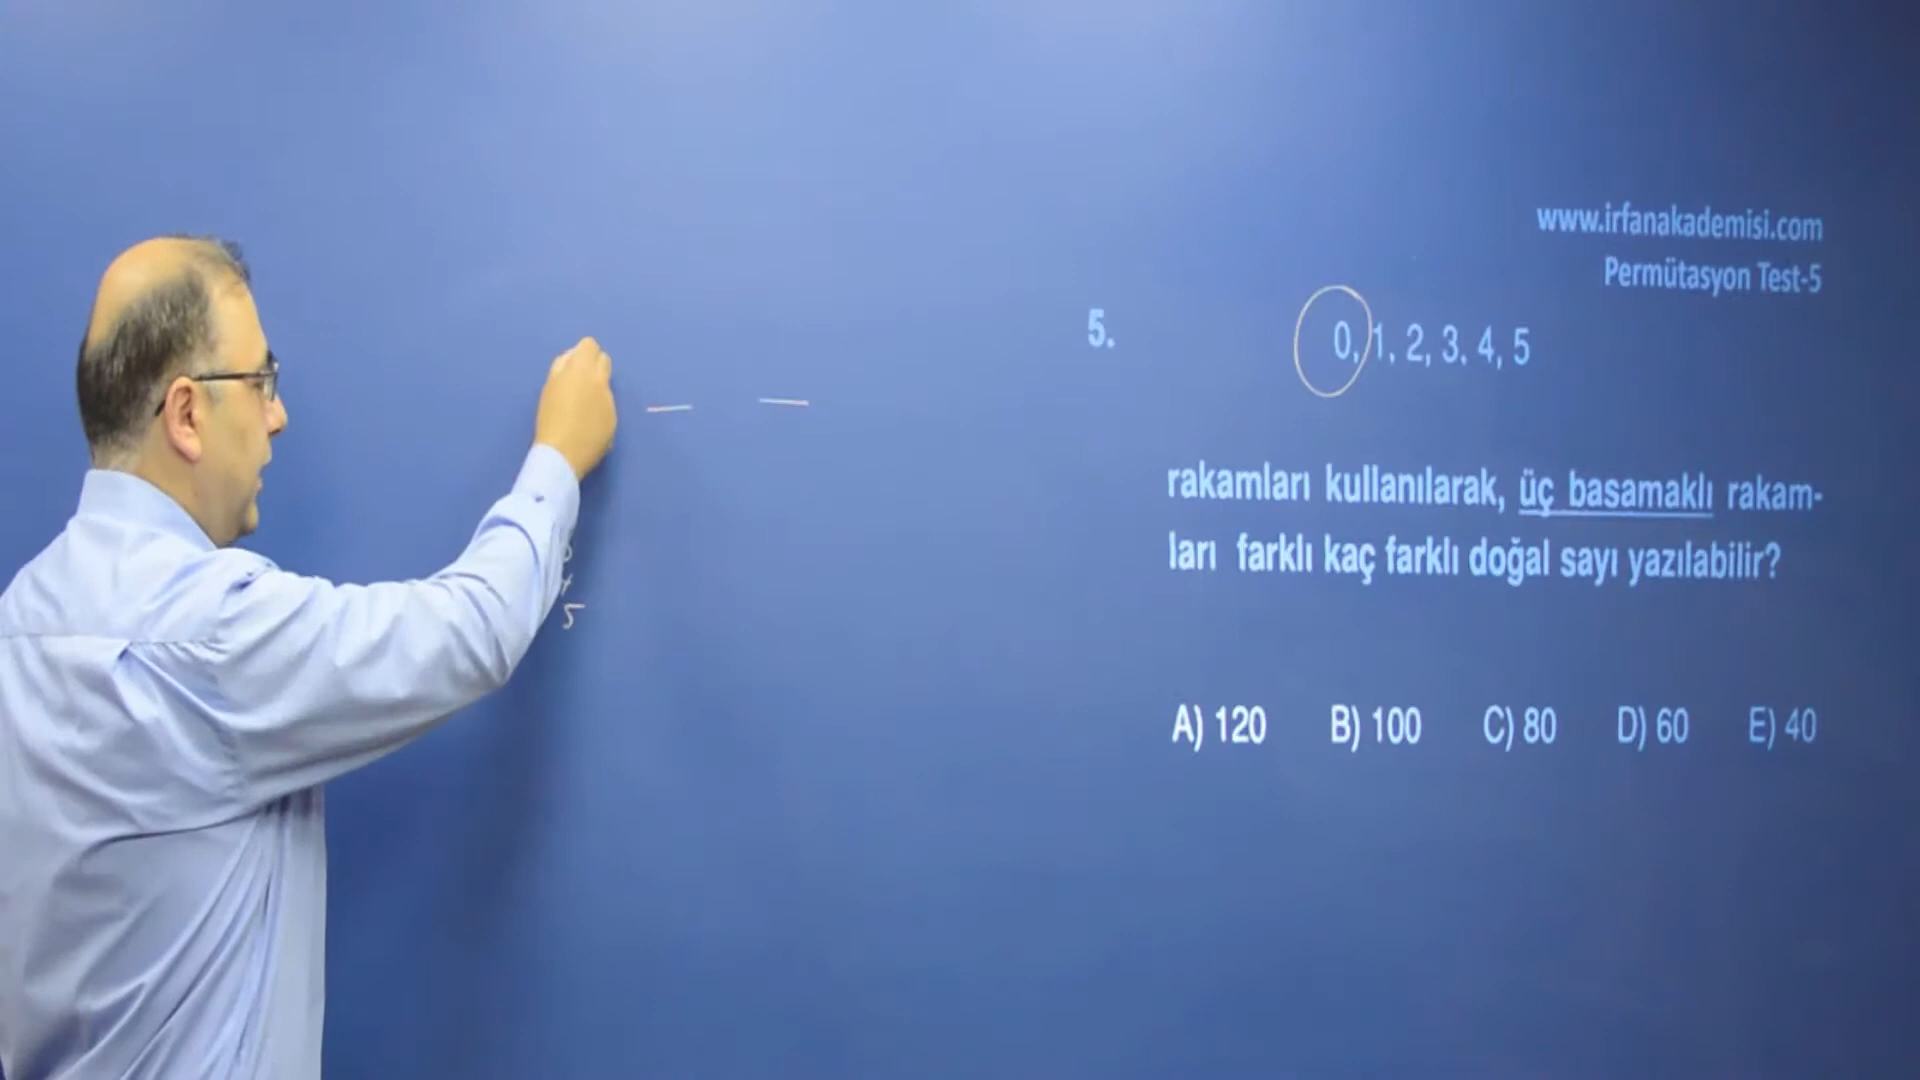 www.irfanakademisi.com
Permütasyon Test-5
5.
0, 1, 2, 3, 4, 5
rakamları kullanılarak, üç basamaklı rakam-
ları farklı kaç farklı doğal sayı yazılabilir?
A) 120 B) 100 C) 80 D) 60 E) 40
5